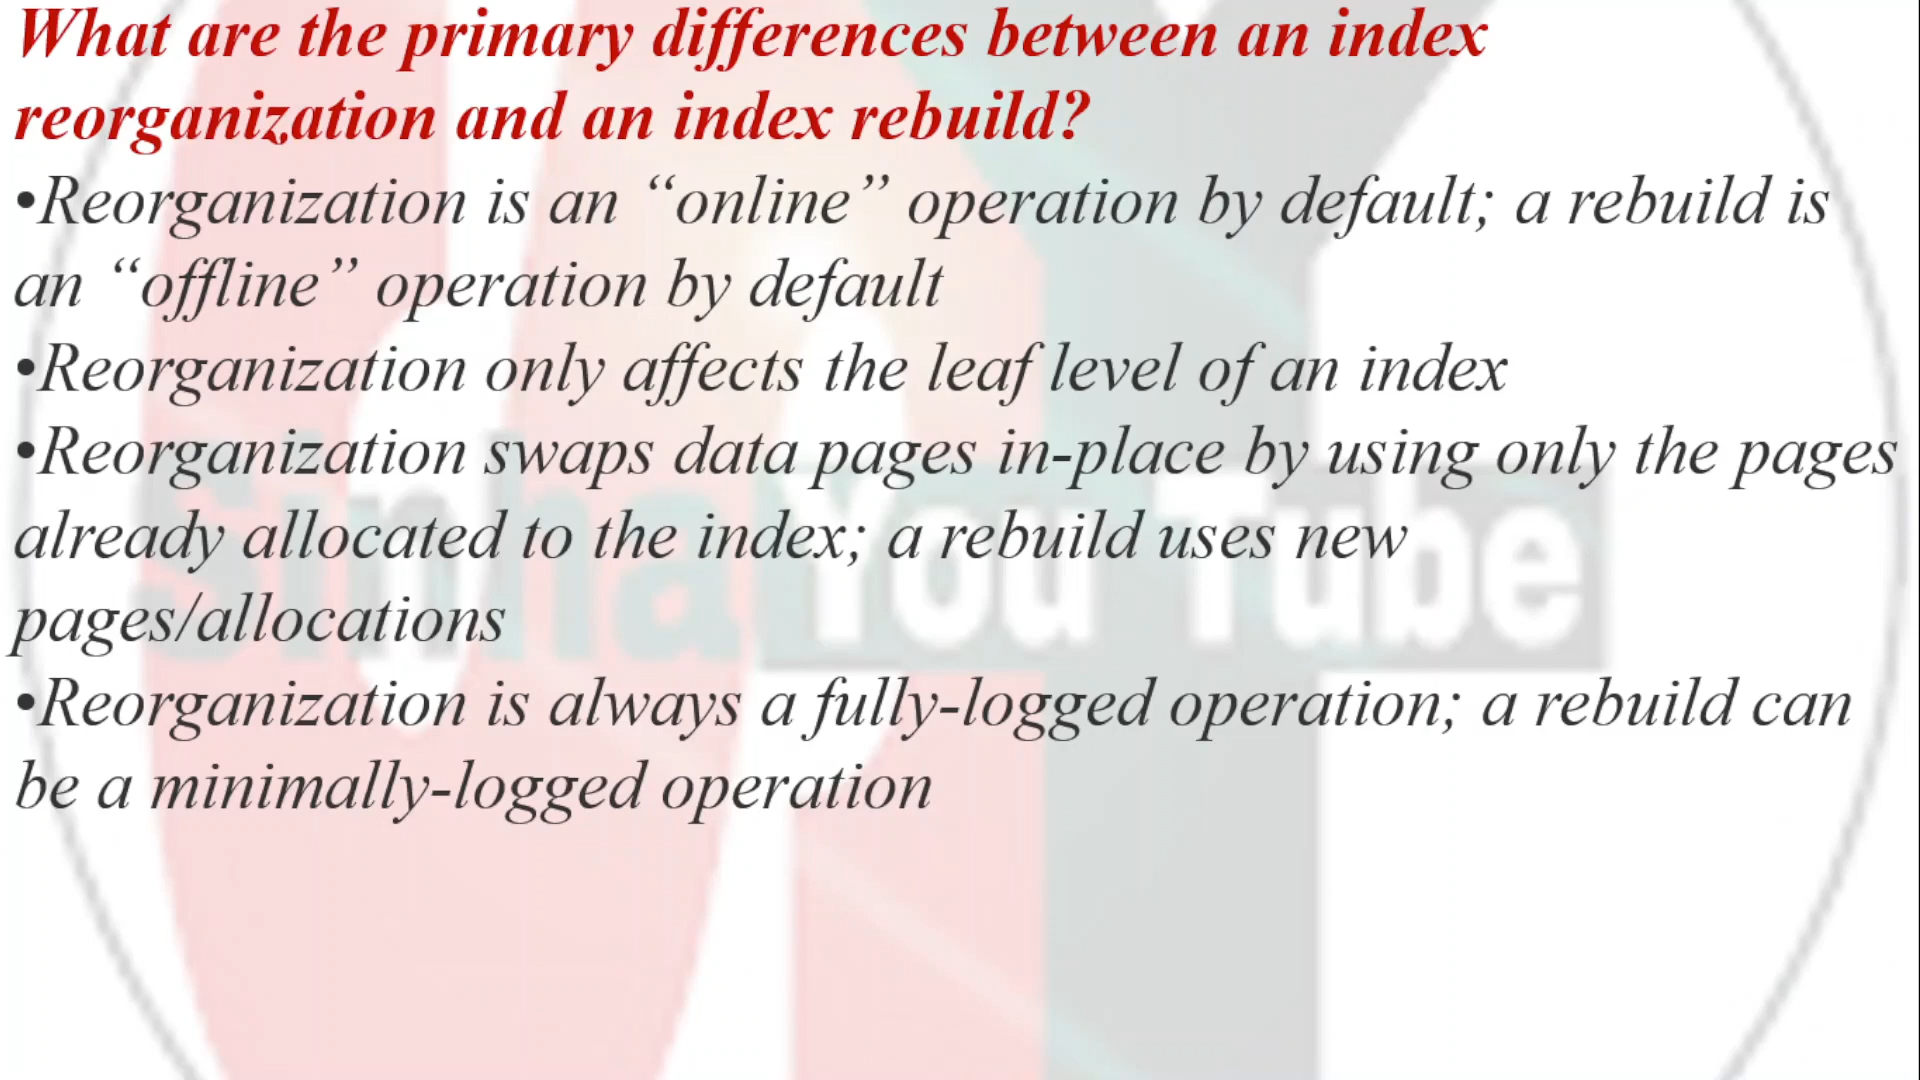 What are the primary differences between an index
reorganization and an index rebuild?
•Reorganization is an “online” operation by default; a rebuild is
an “offline” operation by default
•Reorganization only affects the leaf level of an index
•Reorganization swaps data pages in-place by using only the pages
already allocated to the index; a rebuild uses new
pages/allocations
•Reorganization is always a fully-logged operation; a rebuild can
be a minimally-logged operation
Sinha YouTube